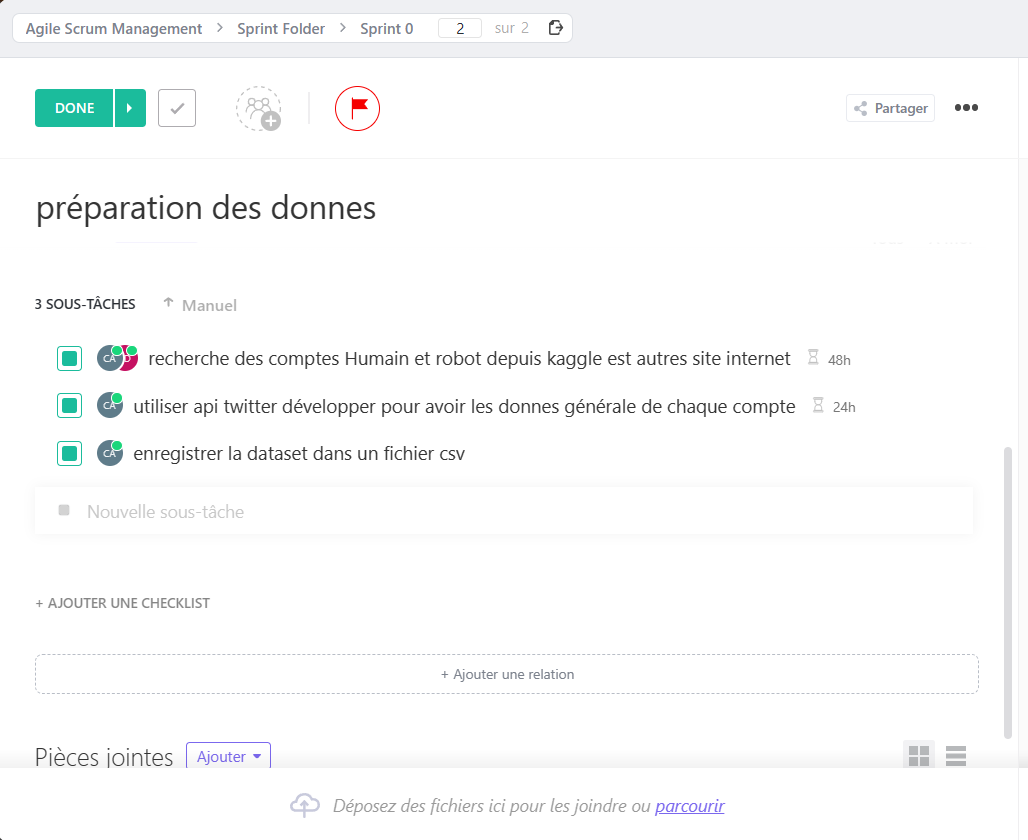 Agile Scrum Management > Sprint Folder > Sprint 0 2 sur 2
DONE
Partager
préparation des donnes
3 SOUS-TÂCHES Manuel
CA D recherche des comptes Humain et robot depuis kaggle est autres site internet 48h
CA utiliser api twitter développer pour avoir les données générale de chaque compte 24h
CA enregistrer la dataset dans un fichier csv
Nouvelle sous-tâche
+ AJOUTER UNE CHECKLIST
+ Ajouter une relation
Pièces jointes Ajouter
Déposez des fichiers ici pour les joindre ou parcourir